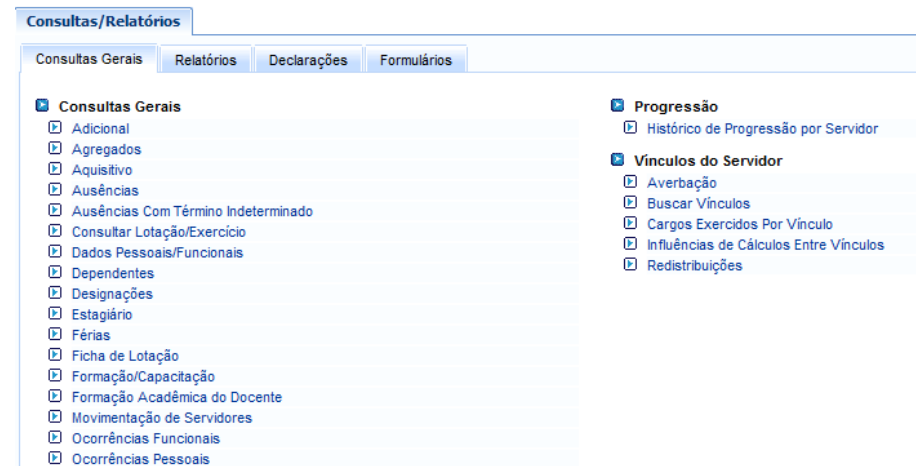 Consultas/Relatórios
Consultas Gerais
Relatórios
Declarações
Formulários
Consultas Gerais
Adicional
Agregados
Aquisitivo
Ausências
Ausências Com Término Indeterminado
Consultar Lotação/Exercício
Dados Pessoais/Funcionais
Dependentes
Designações
Estagiário
Férias
Ficha de Lotação
Formação/Capacitação
Formação Acadêmica do Docente
Movimentação de Servidores
Ocorrências Funcionais
Ocorrências Pessoais
Progressão
Histórico de Progressão por Servidor
Vínculos do Servidor
Averbação
Buscar Vínculos
Cargos Exercidos Por Vínculo
Influências de Cálculos Entre Vínculos
Redistribuições